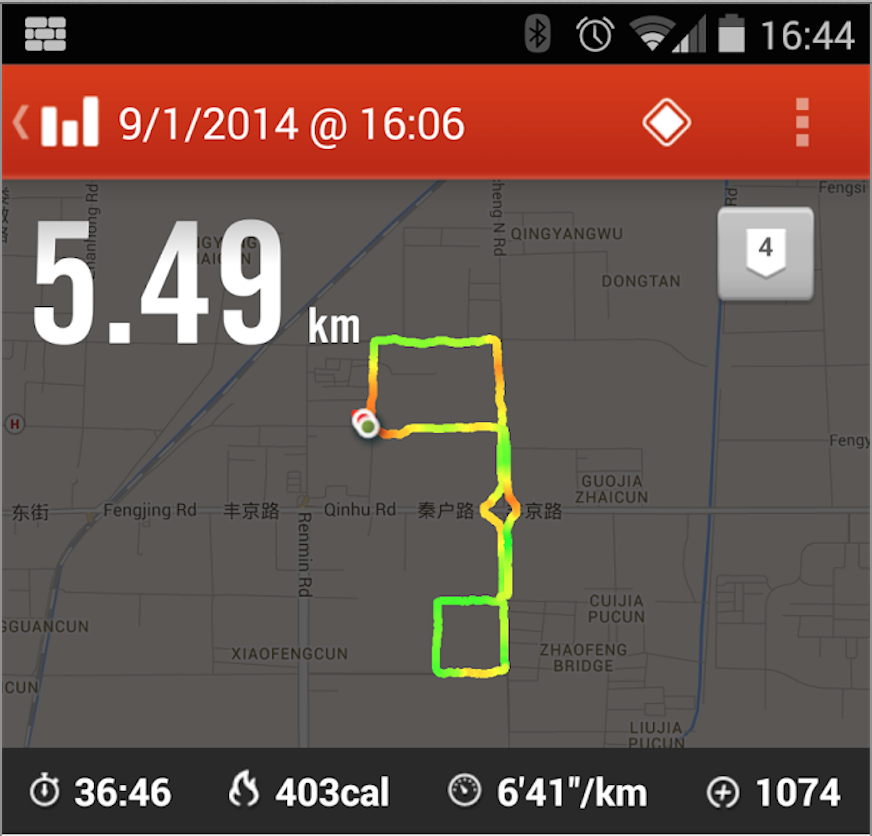 16:44
9/1/2014 @ 16:06
Fengsi
5.49 km
4
QINGYANGWU
DONGTAN
H
Fengy
GUOJIA
ZHAICUN
东街
Fengjing Rd
丰京路
Qinhu Rd
秦户路
京路
Renmin Rd
CUIJIA
PUCUN
GGUANCUN
XIAOFENGCUN
ZHAOFENG
BRIDGE
CUN
LIUJIA
PUCUN
36:46
403cal
6'41"/km
1074